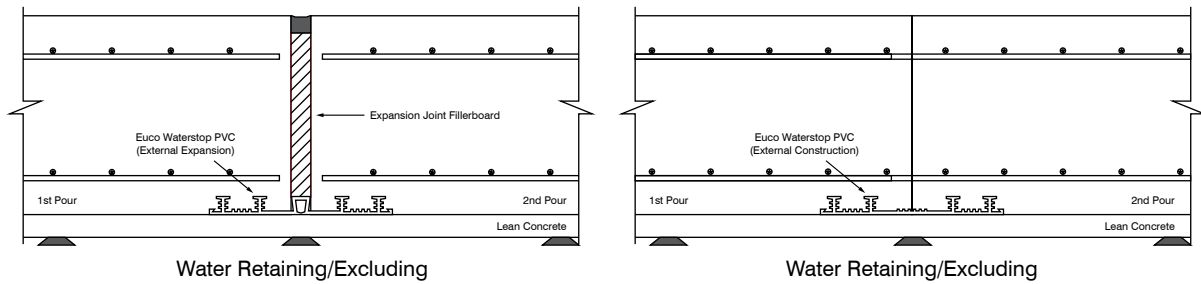 Expansion Joint Fillerboard
Euco Waterstop PVC
(External Expansion)
1st Pour
2nd Pour
Lean Concrete
Water Retaining/Excluding
Euco Waterstop PVC
(External Construction)
1st Pour
2nd Pour
Lean Concrete
Water Retaining/Excluding